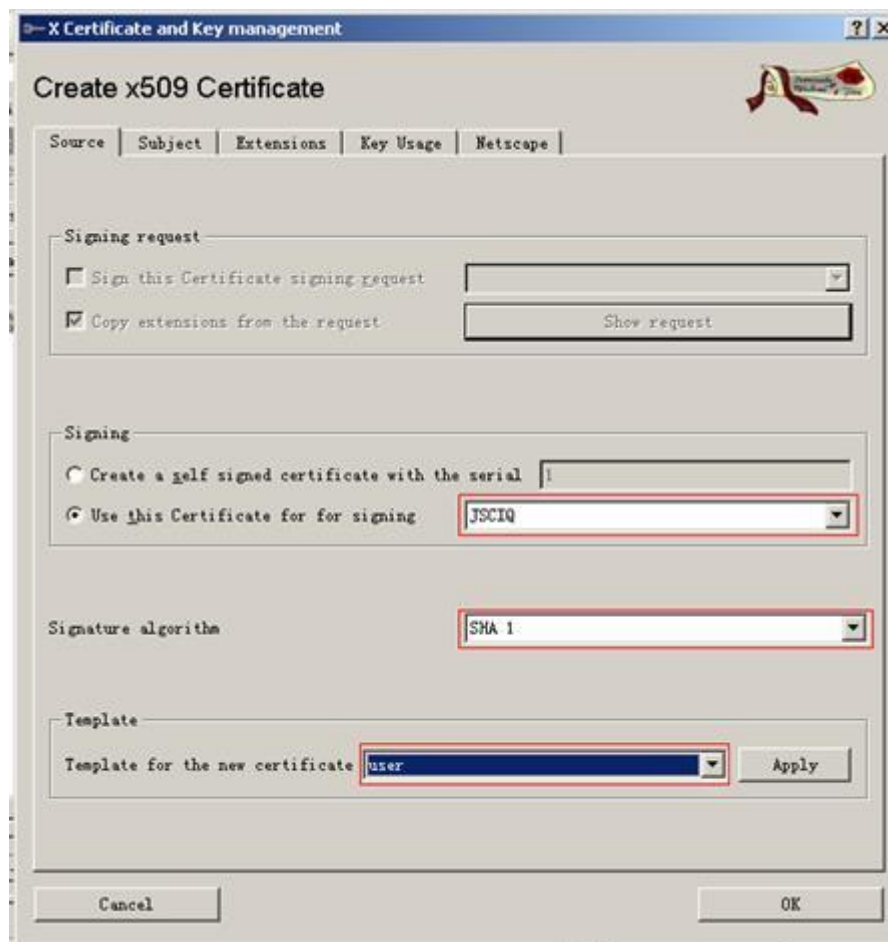 X Certificate and Key management
Create x509 Certificate
Source Subject Extensions Key Usage Netscape
Signing request
Sign this Certificate signing request
Copy extensions from the request Show request
Signing
Create a self signed certificate with the serial 1
Use this Certificate for for signing JSCIQ
Signature algorithm SHA 1
Template
Template for the new certificate user Apply
Cancel OK